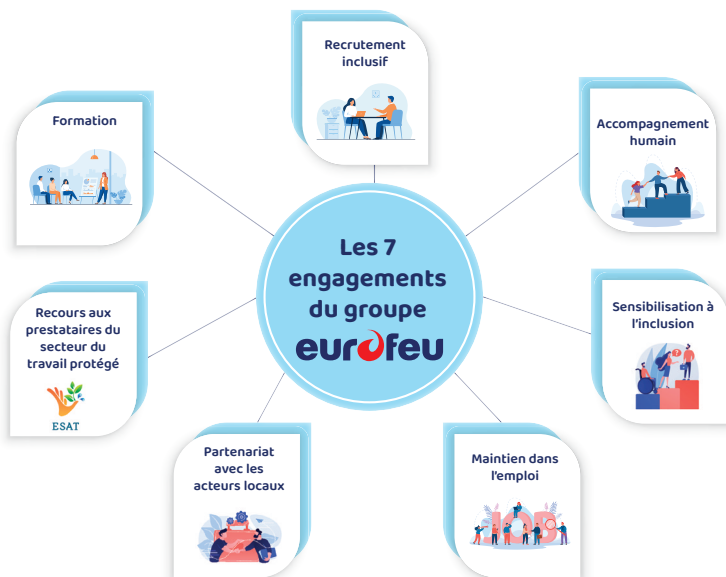 Recrutement
inclusif
Formation
Accompagnement
humain
Les 7
engagements
du groupe
eurofeu
Recours aux
prestataires du
secteur du
travail protégé
ESAT
Sensibilisation à
l'inclusion
Partenariat
avec les
acteurs locaux
Maintien dans
l'emploi
JOB
?